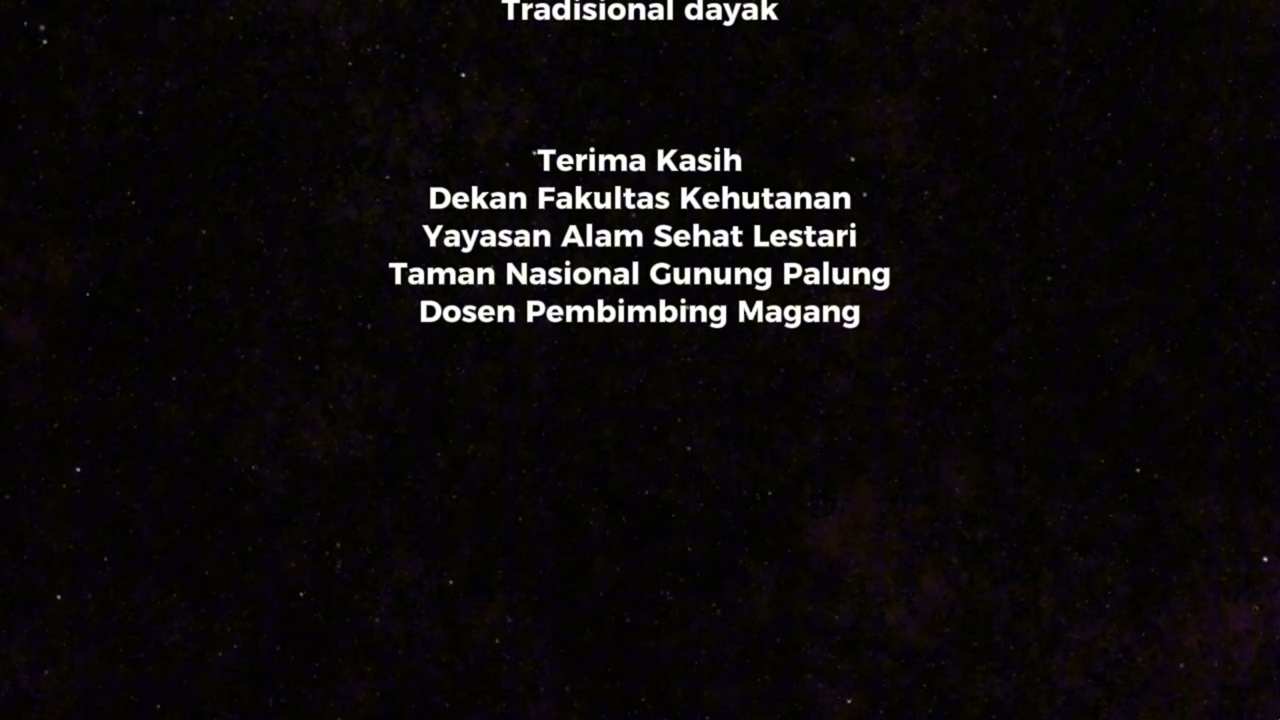 Tradisional dayak
Terima Kasih
Dekan Fakultas Kehutanan
Yayasan Alam Sehat Lestari
Taman Nasional Gunung Palung
Dosen Pembimbing Magang